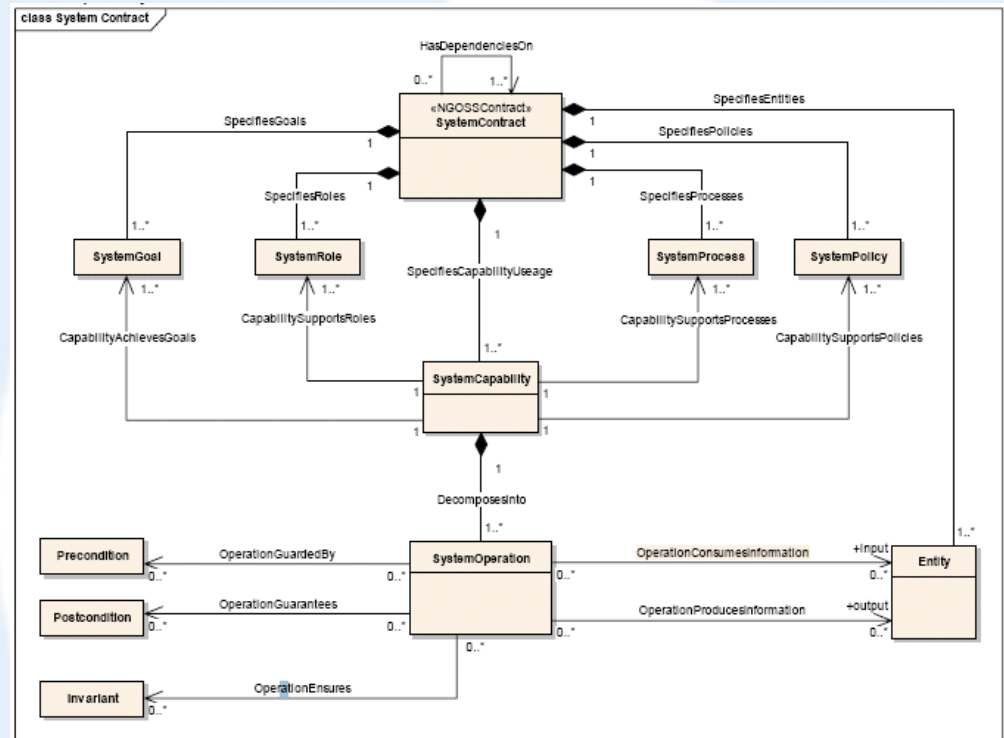 class System Contract
HasDependenciesOn
0..*
1..*
«NGOSSContract»
SystemContract
SpecifiesGoals
1
SpecifiesEntities
1
SpecifiesPolicies
1
SpecifiesRoles
1
SpecifiesProcesses
1
1..*
1..*
1..*
1..*
1
SystemGoal
SystemRole
SystemProcess
SystemPolicy
SpecifiesCapabilityUseage
1..*
1..*
1..*
1..*
CapabilityAchievesGoals
CapabilitySupportsRoles
CapabilitySupportsProcesses
CapabilitySupportsPolicies
1..*
SystemCapability
1
1
1
1
1
DecomposesInto
1..*
1..*
Precondition
OperationGuardedBy
0..*
0..*
SystemOperation
OperationConsumesInformation
+input
0..*
0..*
Entity
Postcondition
OperationGuarantees
0..*
0..*
OperationProducesInformation
+output
0..*
0..*
0..*
Invariant
OperationEnsures
0..*